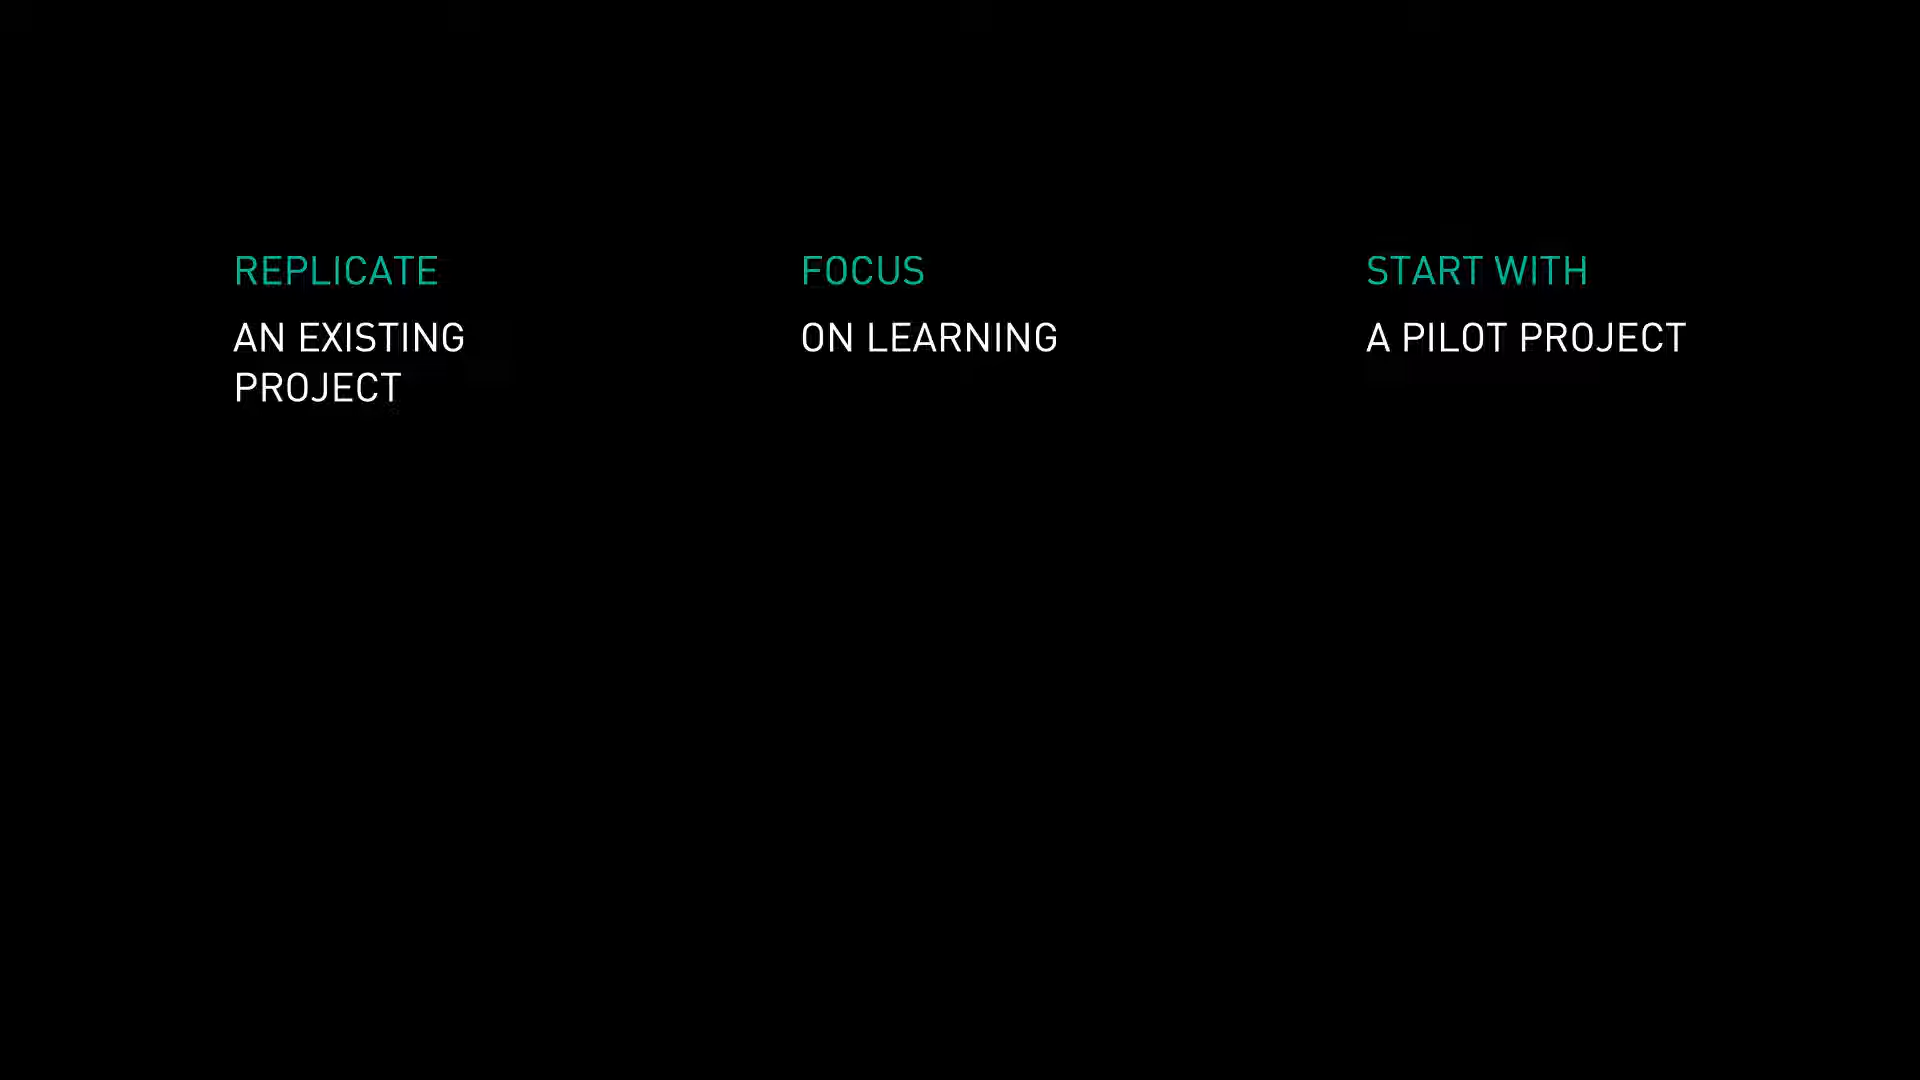 REPLICATE
AN EXISTING
PROJECT
FOCUS
ON LEARNING
START WITH
A PILOT PROJECT